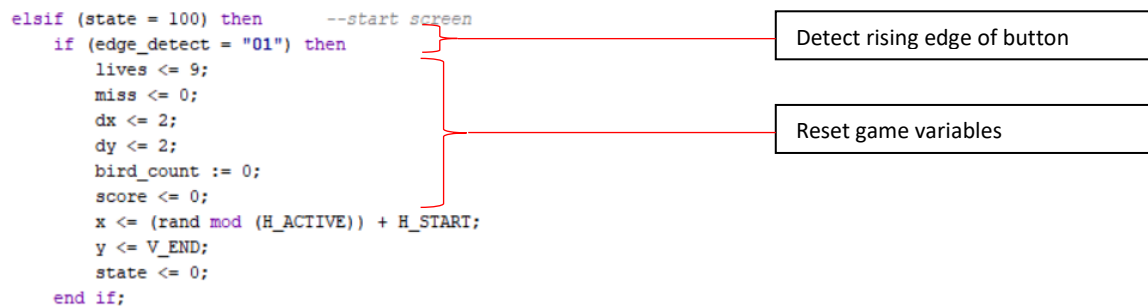 elsif (state = 100) then --start screen
if (edge_detect = "01") then
Detect rising edge of button
lives <= 9;
miss <= 0;
dx <= 2;
dy <= 2;
bird_count := 0;
score <= 0;
Reset game variables
x <= (rand mod (H_ACTIVE)) + H_START;
y <= V_END;
state <= 0;
end if;